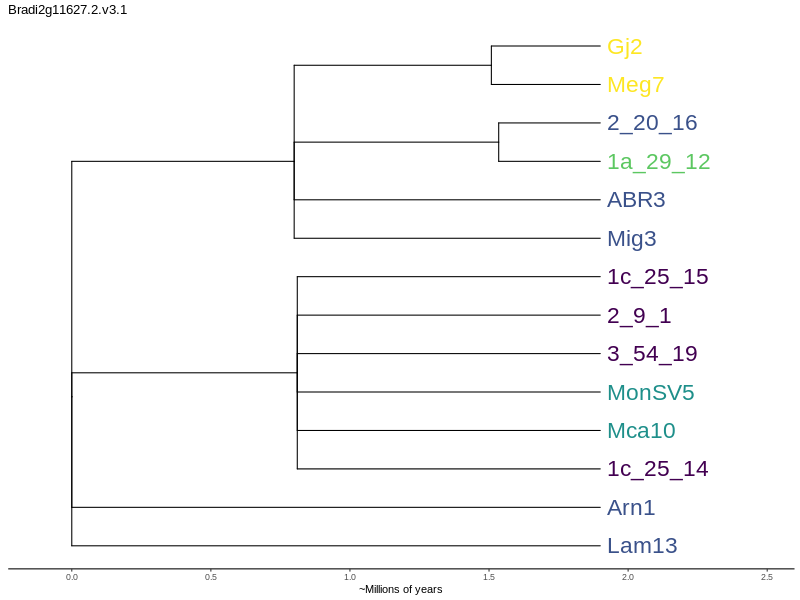 Bradi2g11627.2.v3.1
Gj2
Meg7
2_20_16
1a_29_12
ABR3
Mig3
1c_25_15
2_9_1
3_54_19
MonSV5
Mca10
1c_25_14
Arn1
Lam13
0.0 0.5 1.0 1.5 2.0 2.5
~Millions of years